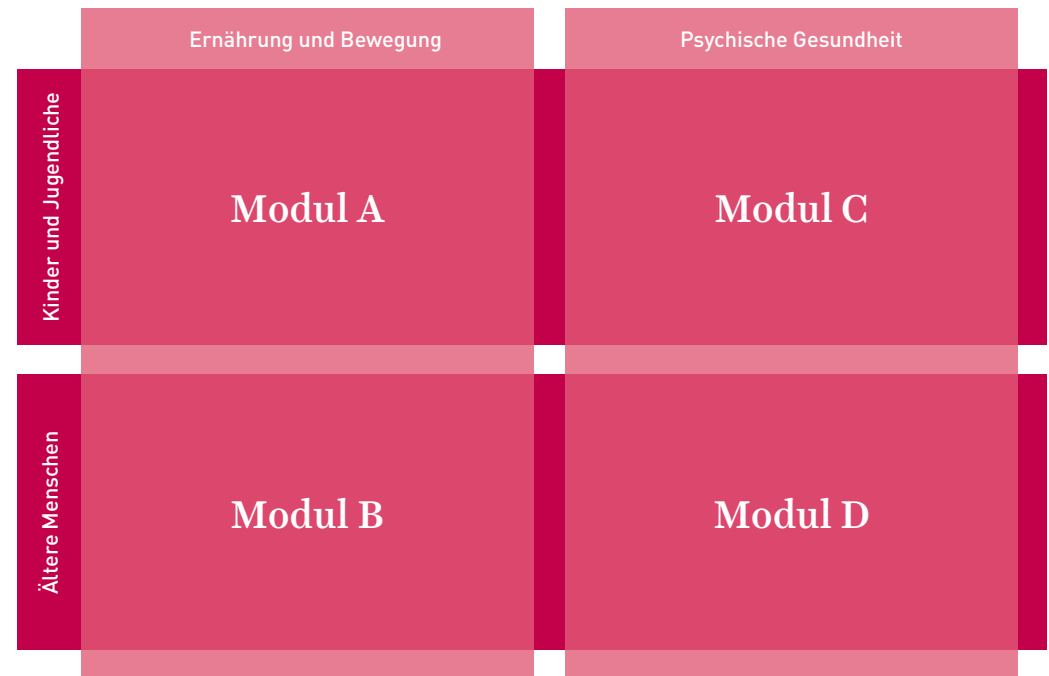 Ernährung und Bewegung
Psychische Gesundheit
Kinder und Jugendliche
Modul A
Modul C
Ältere Menschen
Modul B
Modul D